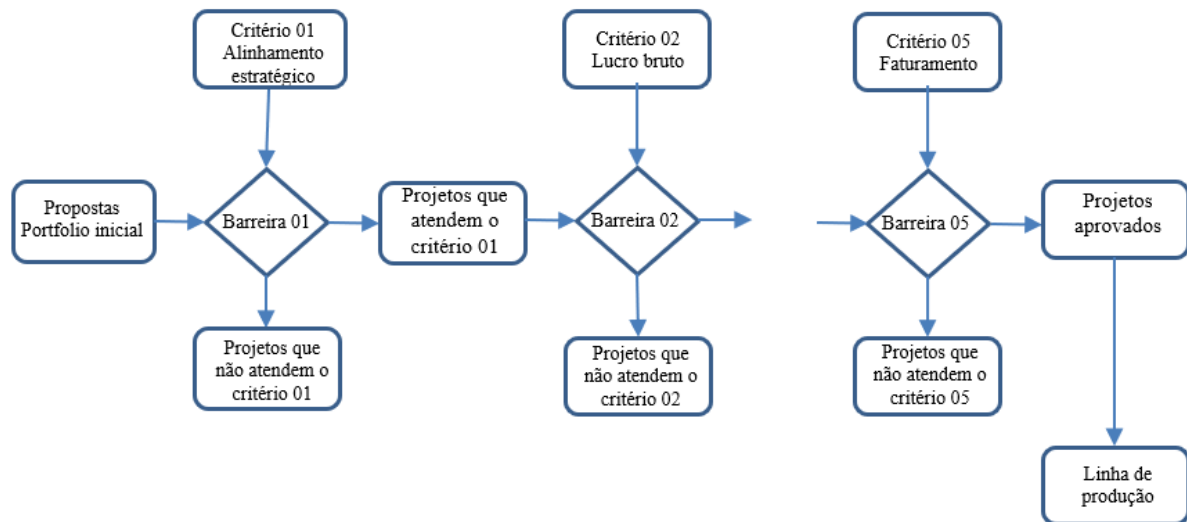 Critério 01
Alinhamento
estratégico
Critério 02
Lucro bruto
Critério 05
Faturamento
Propostas
Portfolio inicial
Barreira 01
Projetos que
atendem o
critério 01
Barreira 02
Barreira 05
Projetos
aprovados
Projetos que
não atendem o
critério 01
Projetos que
não atendem o
critério 02
Projetos que
não atendem o
critério 05
Linha de
produção